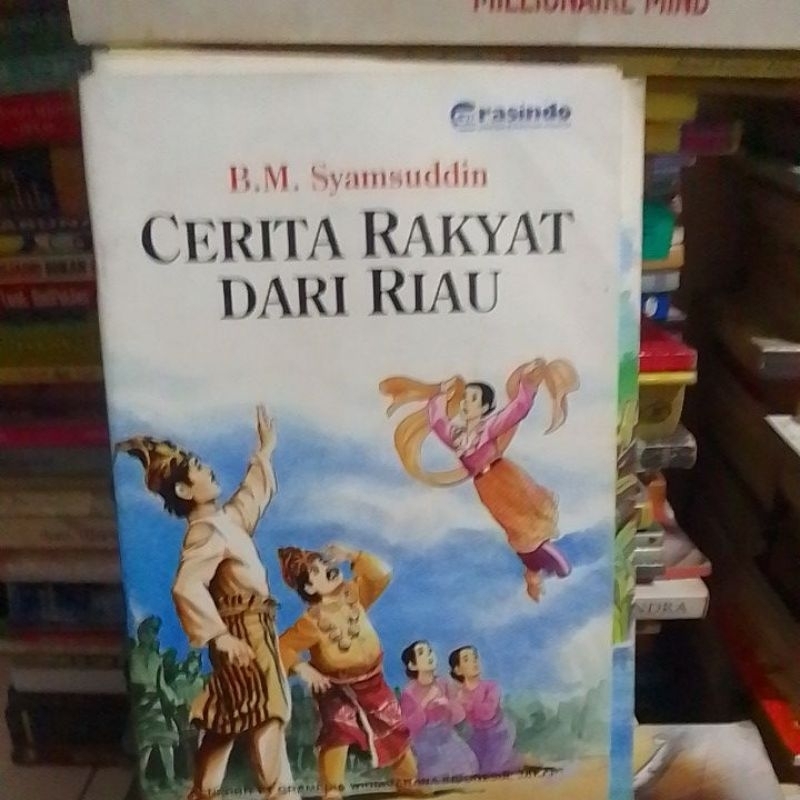 MILLIONAIRE MIND
Grasindo
B.M. Syamsuddin
CERITA RAKYAT
DARI RIAU